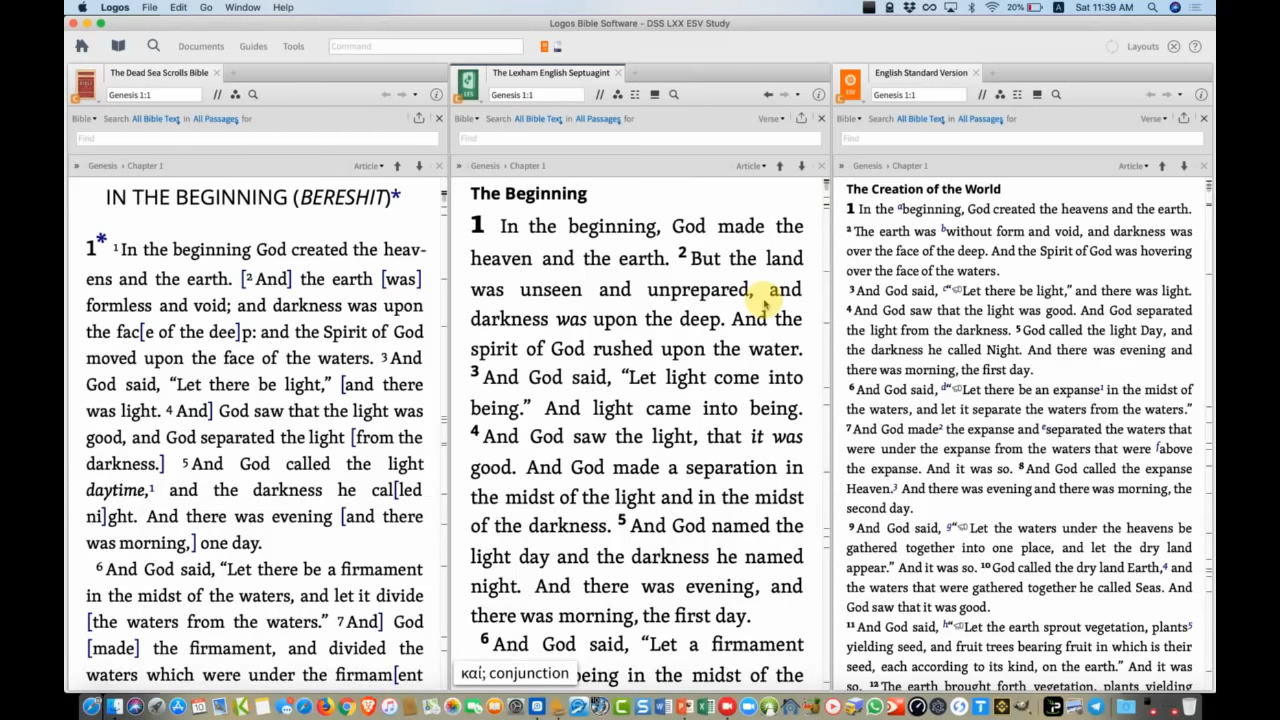 Logos File Edit Go Window Help
20% A Sat 11:39 AM
Logos Bible Software - DSS LXX ESV Study
Documents Guides Tools Command
Layouts
The Dead Sea Scrolls Bible
Genesis 1:1
Bible Search All Bible Text in All Passages for
Find
Genesis › Chapter 1 Article
IN THE BEGINNING (BERESHIT)*
1* 1 In the beginning God created the heav-
ens and the earth. [2 And] the earth [was]
formless and void; and darkness was upon
the fac[e of the dee]p: and the Spirit of God
moved upon the face of the waters. 3 And
God said, “Let there be light,” [and there
was light. 4 And] God saw that the light was
good, and God separated the light [from the
darkness.] 5 And God called the light
daytime,1 and the darkness he cal[led
ni]ght. And there was evening [and there
was morning,] one day.
6 And God said, “Let there be a firmament
in the midst of the waters, and let it divide
[the waters from the waters.” 7 And] God
[made] the firmament, and divided the
waters which were under the firmam[ent
The Lexham English Septuagint
Genesis 1:1
Bible Search All Bible Text in All Passages for Verse
Find
Genesis › Chapter 1 Article
The Beginning
1 In the beginning, God made the
heaven and the earth. 2 But the land
was unseen and unprepared, and
darkness was upon the deep. And the
spirit of God rushed upon the water.
3 And God said, “Let light come into
being.” And light came into being.
4 And God saw the light, that it was
good. And God made a separation in
the midst of the light and in the midst
of the darkness. 5 And God named the
light day and the darkness he named
night. And there was evening, and
there was morning, the first day.
6 And God said, “Let a firmament
being in the midst of the
καί; conjunction
English Standard Version
Genesis 1:1
Bible Search All Bible Text in All Passages for Verse
Find
Genesis › Chapter 1 Article
The Creation of the World
1 In the a beginning, God created the heavens and the earth.
2 The earth was b without form and void, and darkness was
over the face of the deep. And the Spirit of God was hovering
over the face of the waters.
3 And God said, c “Let there be light,” and there was light.
4 And God saw that the light was good. And God separated
the light from the darkness. 5 God called the light Day, and
the darkness he called Night. And there was evening and
there was morning, the first day.
6 And God said, d “Let there be an expanse1 in the midst of
the waters, and let it separate the waters from the waters.”
7 And God made2 the expanse and e separated the waters that
were under the expanse from the waters that were f above
the expanse. And it was so. 8 And God called the expanse
Heaven.3 And there was evening and there was morning, the
second day.
9 And God said, g “Let the waters under the heavens be
gathered together into one place, and let the dry land
appear.” And it was so. 10 God called the dry land Earth,4 and
the waters that were gathered together he called Seas. And
God saw that it was good.
11 And God said, h “Let the earth sprout vegetation, plants5
yielding seed, and fruit trees bearing fruit in which is their
seed, each according to its kind, on the earth.” And it was
so. 12 The earth brought forth vegetation, plants yielding